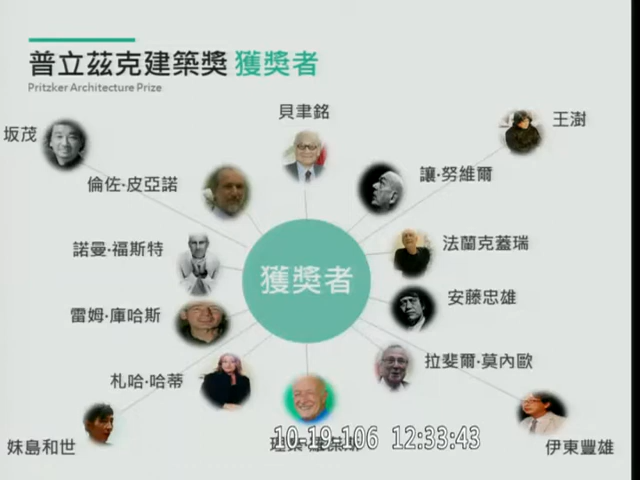 普立茲克建築獎 獲獎者
Pritzker Architecture Prize
貝聿銘
坂茂
王澍
倫佐·皮亞諾
讓·努維爾
諾曼·福斯特
法蘭克蓋瑞
獲獎者
安藤忠雄
雷姆·庫哈斯
拉斐爾·莫內歐
札哈·哈蒂
妹島和世
10.19.106 12:33:43
伊東豐雄